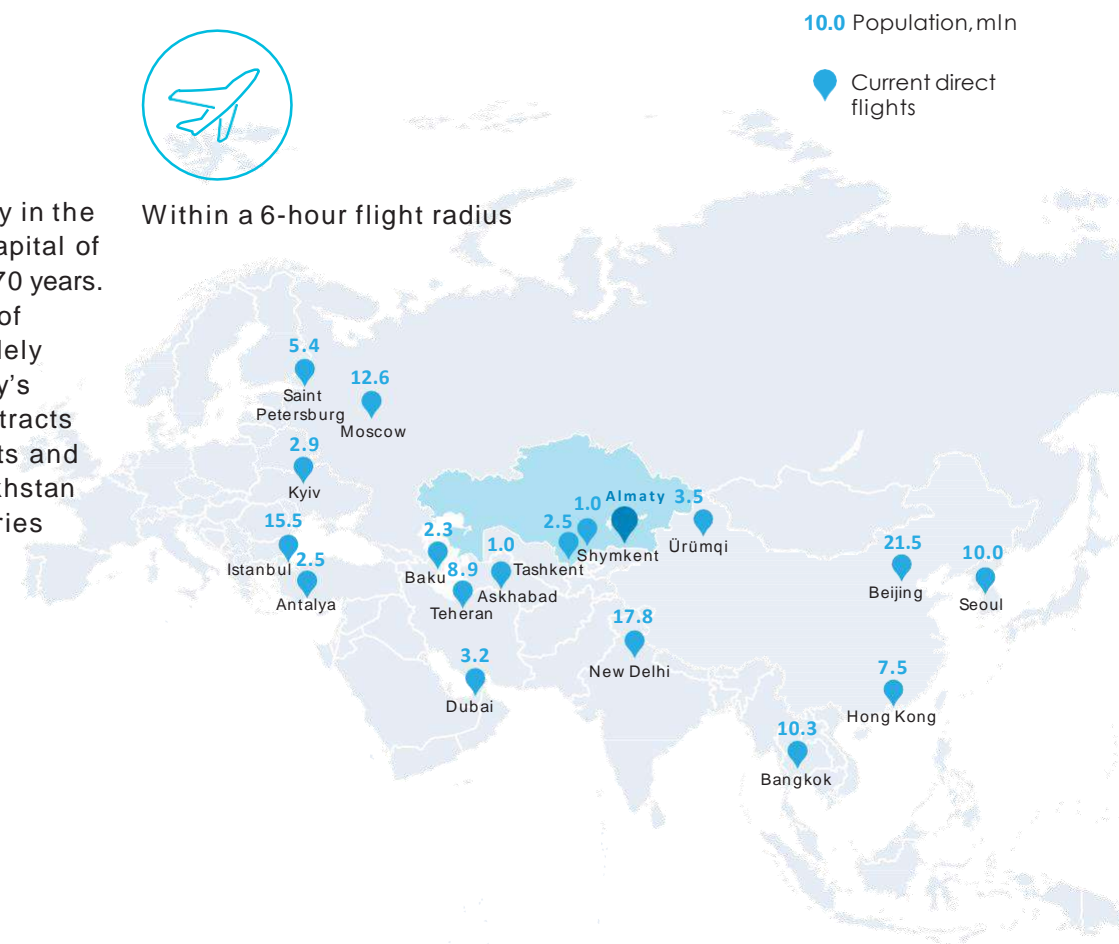 10.0 Population, mln
Current direct
flights
Within a 6-hour flight radius
y in the
apital of
70 years.
of
lely
y's
tracts
ts and
khstan
ries
5.4
Saint
Petersburg
12.6
Moscow
2.9
Kyiv
15.5
Istanbul
2.5
Antalya
2.3
Baku
8.9
Teheran
1.0
Askhabad
2.5
Tashkent
1.0
Shymkent
Almaty
3.5
Ürümqi
21.5
Beijing
10.0
Seoul
17.8
New Delhi
3.2
Dubai
7.5
Hong Kong
10.3
Bangkok